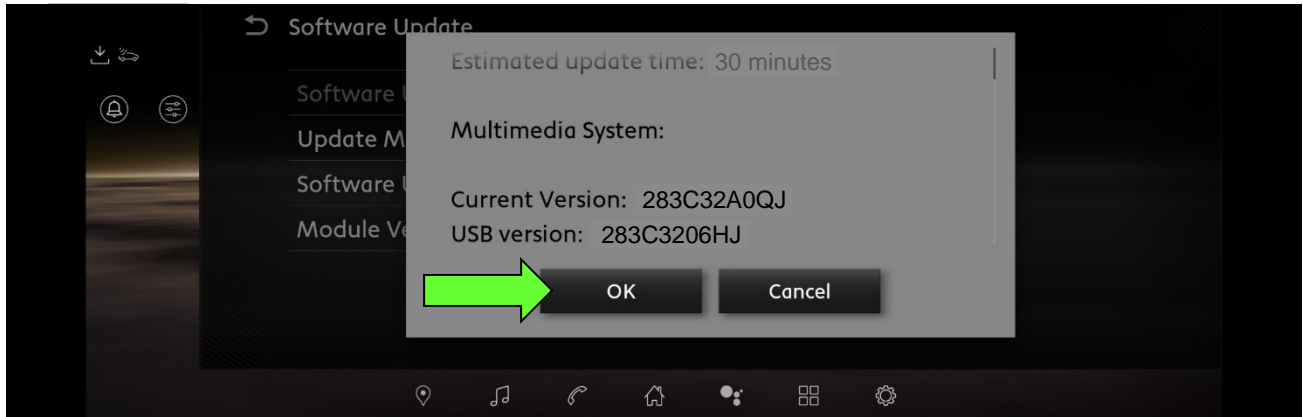 Software Update
Estimated update time: 30 minutes
Software U
Multimedia System:
Update M
Software U
Current Version: 283C32A0QJ
Module Ve
USB version: 283C3206HJ
OK
Cancel